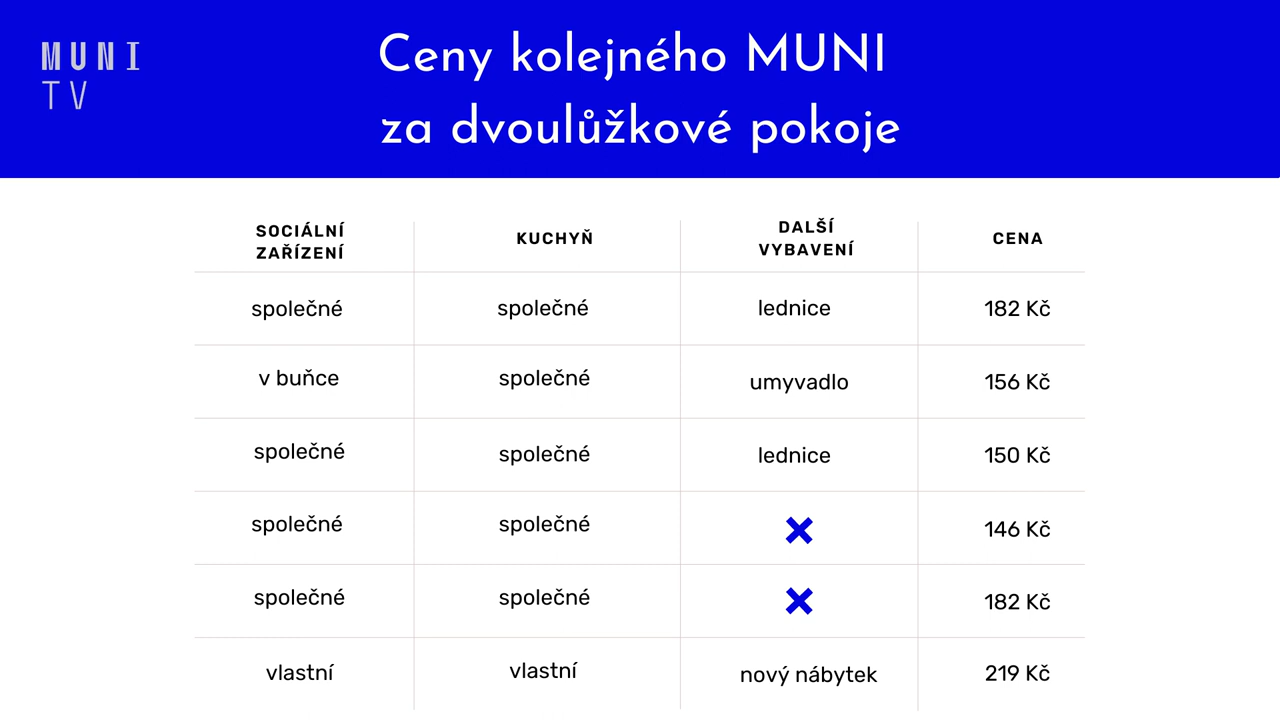 MUNI
TV
Ceny kolejného MUNI
za dvoulůžkové pokoje
SOCIÁLNÍ
ZAŘÍZENÍ
KUCHYŇ
DALŠÍ
VYBAVENÍ
CENA
společné společné lednice 182 Kč
v buňce společné umyvadlo 156 Kč
společné společné lednice 150 Kč
společné společné 146 Kč
společné společné 182 Kč
vlastní vlastní nový nábytek 219 Kč